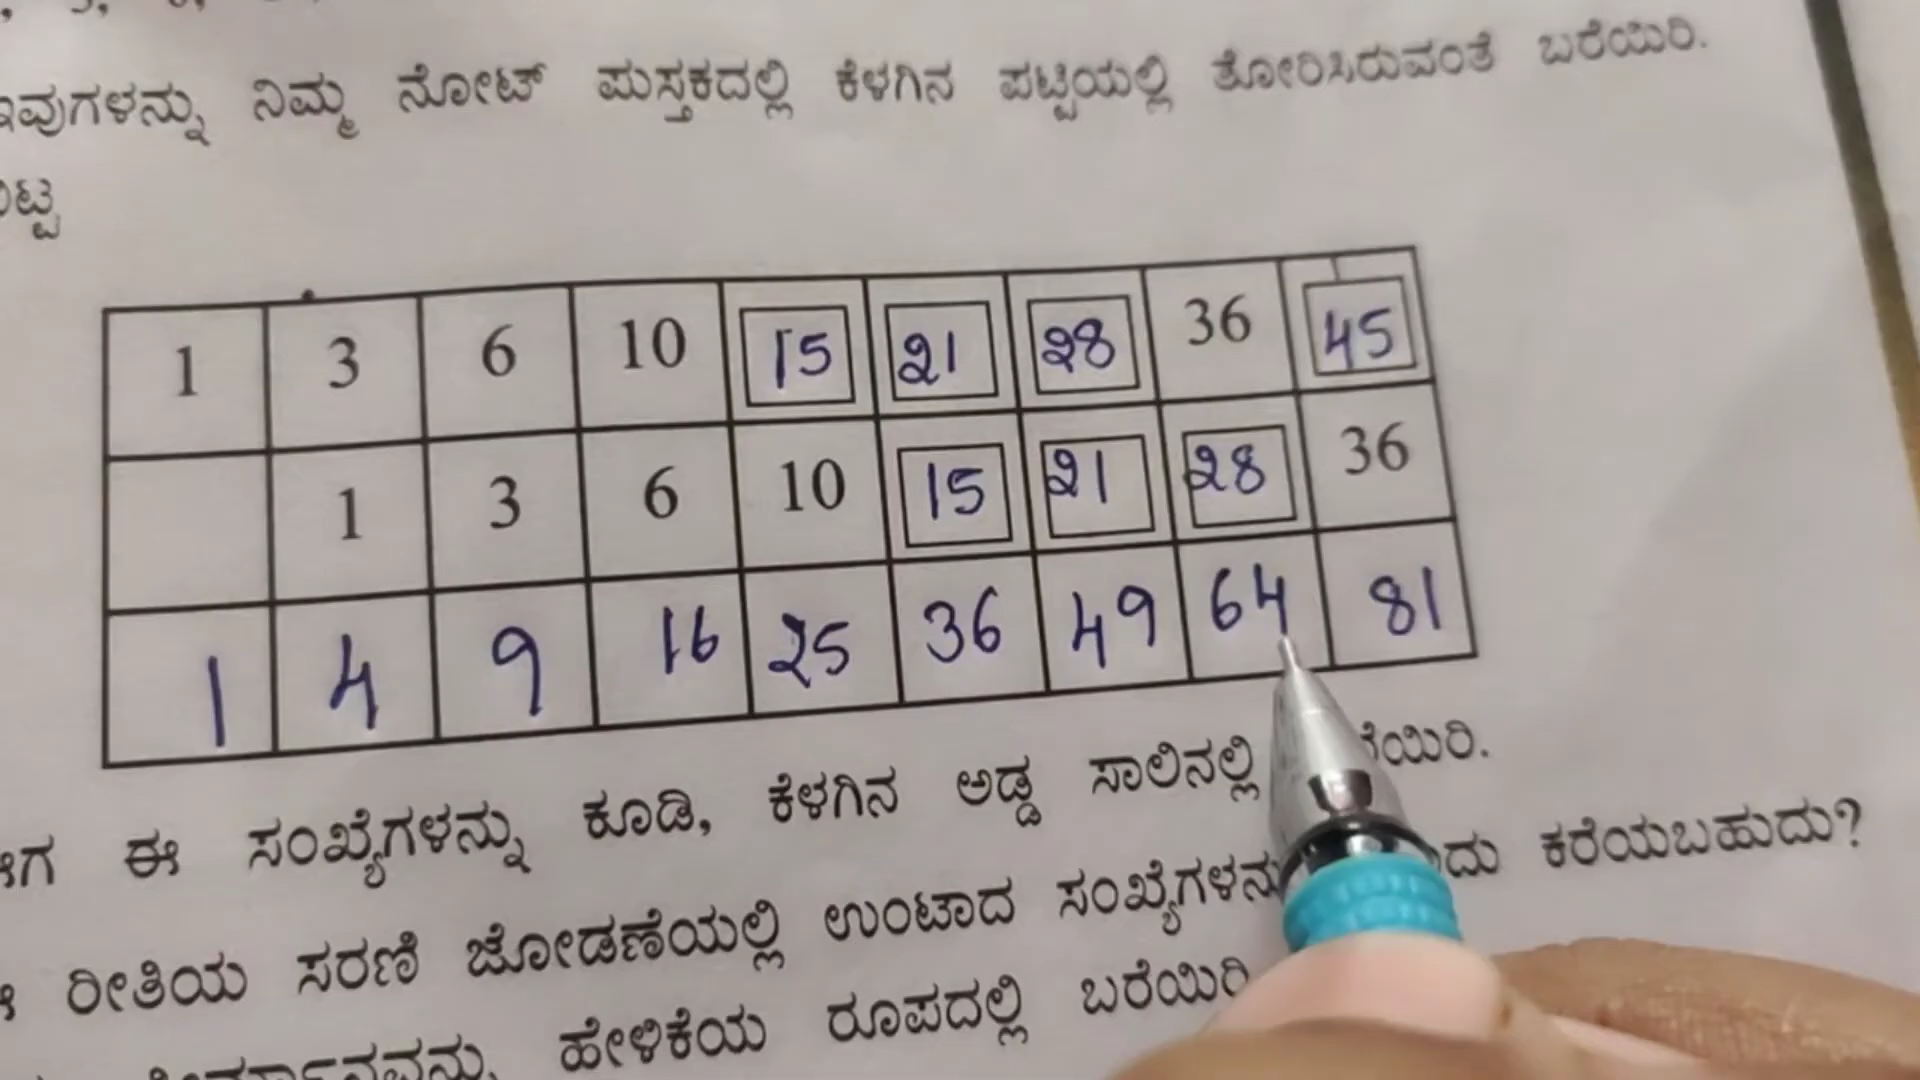 ಇವುಗಳನ್ನು ನಿಮ್ಮ ನೋಟ್ ಪುಸ್ತಕದಲ್ಲಿ ಕೆಳಗಿನ ಪಟ್ಟಿಯಲ್ಲಿ ತೋರಿಸಿರುವಂತೆ ಬರೆಯಿರಿ.
1 3 6 10 15 21 28 36 45
1 3 6 10 15 21 28 36
1 4 9 16 25 36 49 64 81
ಈ ಸಂಖ್ಯೆಗಳನ್ನು ಕೂಡಿ, ಕೆಳಗಿನ ಅಡ್ಡ ಸಾಲಿನಲ್ಲಿ
ರೀತಿಯ ಸರಣಿ ಜೋಡಣೆಯಲ್ಲಿ ಉಂಟಾದ ಸಂಖ್ಯೆಗಳನ್ನು ಕರೆಯಬಹುದು?
ಹೇಳಿಕೆಯ ರೂಪದಲ್ಲಿ ಬರೆಯಿರಿ